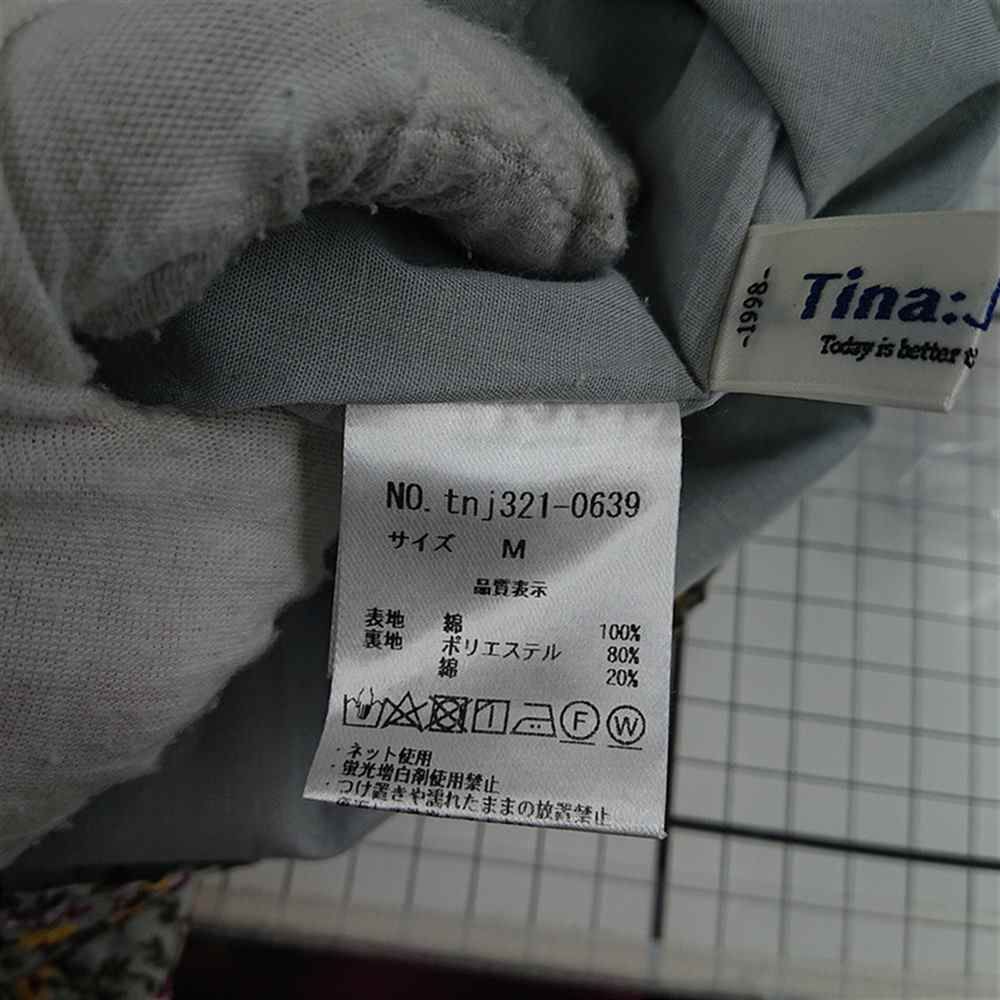 -1998-
Tina:J
Today is better t
NO. tnj321-0639
サイズ M
品質表示
表地 綿 100%
裏地 ポリエステル 80%
綿 20%
F W
・ネット使用
・蛍光増白剤使用禁止
・つけ置きや濡れたままの放置禁止